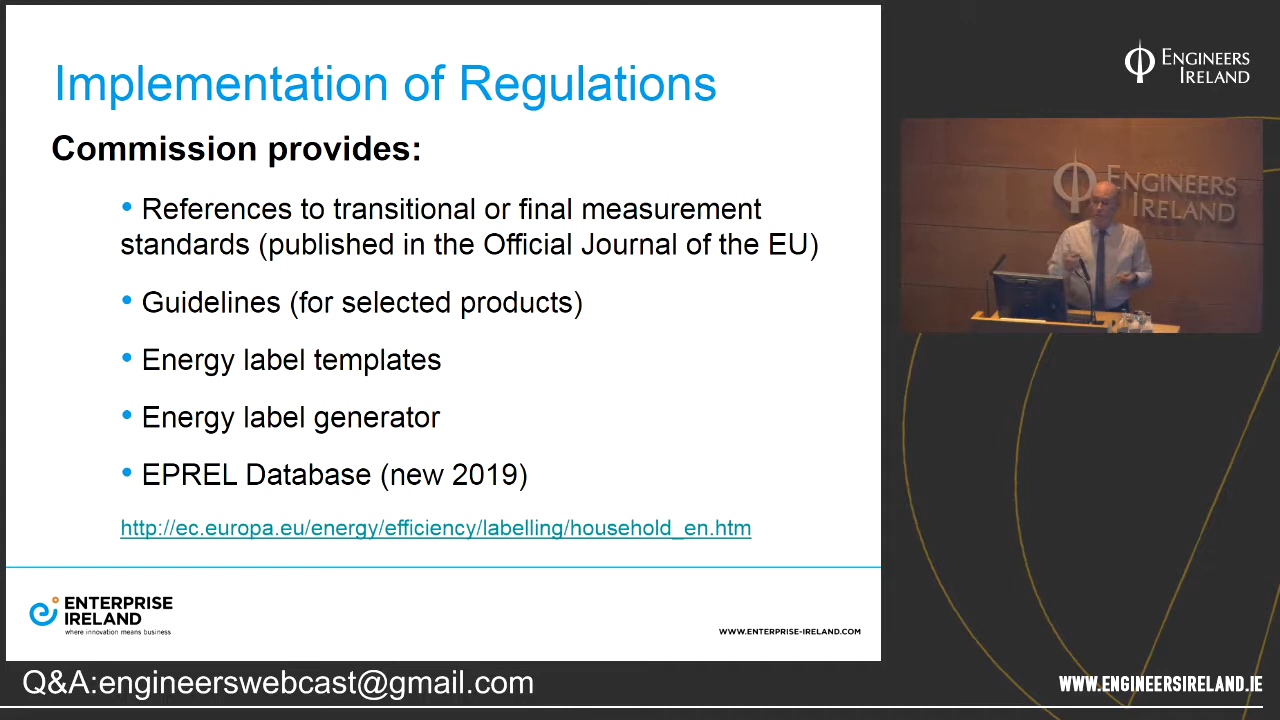 Implementation of Regulations
Commission provides:
• References to transitional or final measurement
standards (published in the Official Journal of the EU)
• Guidelines (for selected products)
• Energy label templates
• Energy label generator
• EPREL Database (new 2019)
http://ec.europa.eu/energy/efficiency/labelling/household_en.htm
ENTERPRISE
IRELAND
where innovation means business
WWW.ENTERPRISE-IRELAND.COM
ENGINEERS
IRELAND
ENGINEERS
IRELAND
Q&A:engineerswebcast@gmail.com
WWW.ENGINEERSIRELAND.IE